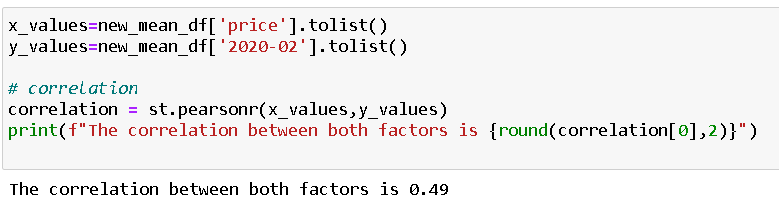 x_values=new_mean_df['price'].tolist()
y_values=new_mean_df['2020-02'].tolist()
# correlation
correlation = st.pearsonr(x_values,y_values)
print(f"The correlation between both factors is {round(correlation[0],2)}")
The correlation between both factors is 0.49